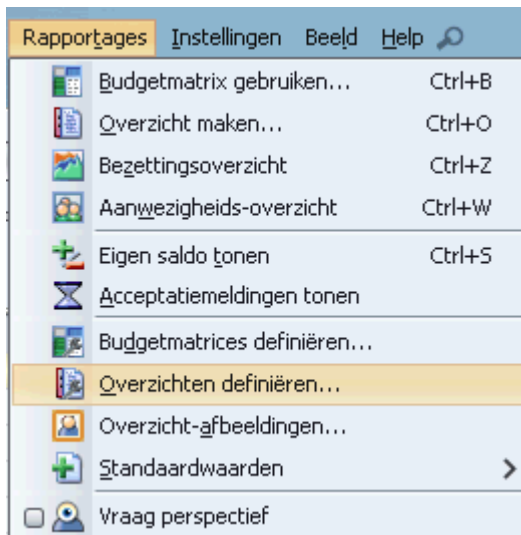 Rapportages Instellingen Beeld Help
Budgetmatrix gebruiken... Ctrl+B
Overzicht maken... Ctrl+O
Bezettingsoverzicht Ctrl+Z
Aanwezigheids-overzicht Ctrl+W
Eigen saldo tonen Ctrl+S
Acceptatiemeldingen tonen
Budgetmatrices definiëren...
Overzichten definiëren...
Overzicht-afbeeldingen...
Standaardwaarden
Vraag perspectief